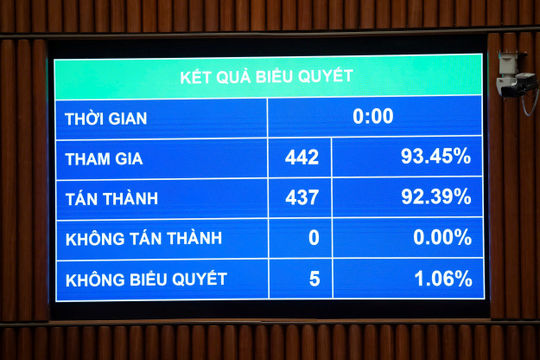 KẾT QUẢ BIỂU QUYẾT
THỜI GIAN 0:00
THAM GIA 442 93.45%
TÁN THÀNH 437 92.39%
KHÔNG TÁN THÀNH 0 0.00%
KHÔNG BIỂU QUYẾT 5 1.06%